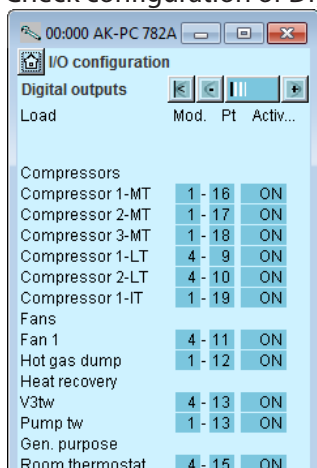 Check configuration of Di
00:000 AK-PC 782A
I/O configuration
Digital outputs
Load Mod. Pt Activ...
Compressors
Compressor 1-MT 1 - 16 ON
Compressor 2-MT 1 - 17 ON
Compressor 3-MT 1 - 18 ON
Compressor 1-LT 4 - 9 ON
Compressor 2-LT 4 - 10 ON
Compressor 1-IT 1 - 19 ON
Fans
Fan 1 4 - 11 ON
Hot gas dump 1 - 12 ON
Heat recovery
V3tw 4 - 13 ON
Pump tw 1 - 13 ON
Gen. purpose
Room thermostat 4 - 15 ON